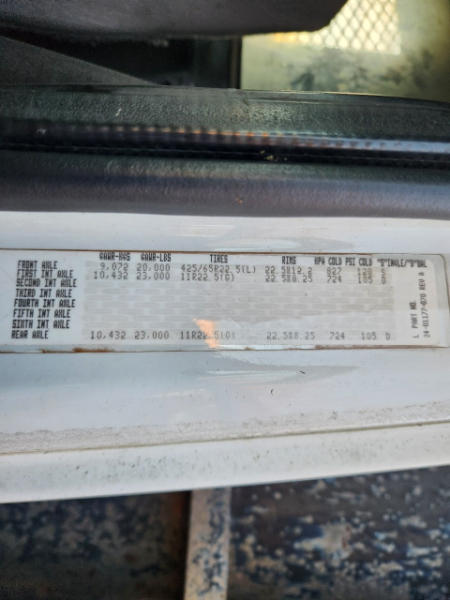 GAWR-KGS GAWR-LBS TIRES RIMS KPA COLD PSI COLD "S"INGLE/"D"UAL
FRONT AXLE 9,072 20,000 425/65R22.5(L) 22.5X12.2 827 120 S
FIRST INT AXLE 10,432 23,000 11R22.5(G) 22.5X8.25 724 105 D
SECOND INT AXLE
THIRD INT AXLE
FOURTH INT AXLE
FIFTH INT AXLE
SIXTH INT AXLE
REAR AXLE 10,432 23,000 11R22.5(G) 22.5X8.25 724 105 D
PART NO.
24-01177-070 REV A